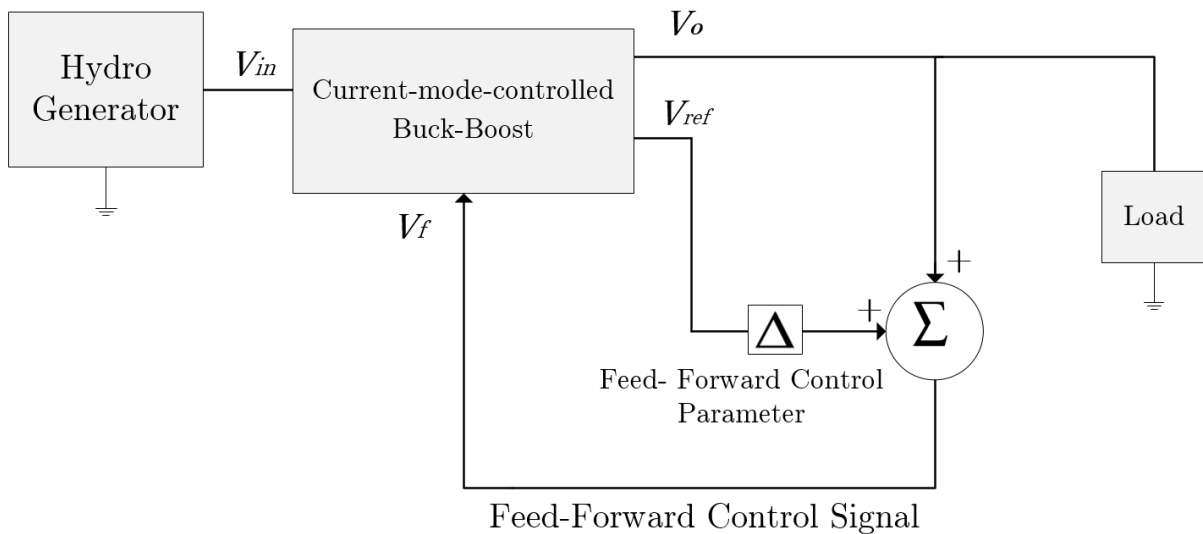 Hydro
Generator
Vin
Current-mode-controlled
Buck-Boost
Vo
Vref
Vf
Load
+
+
Δ
Σ
Feed- Forward Control
Parameter
Feed-Forward Control Signal